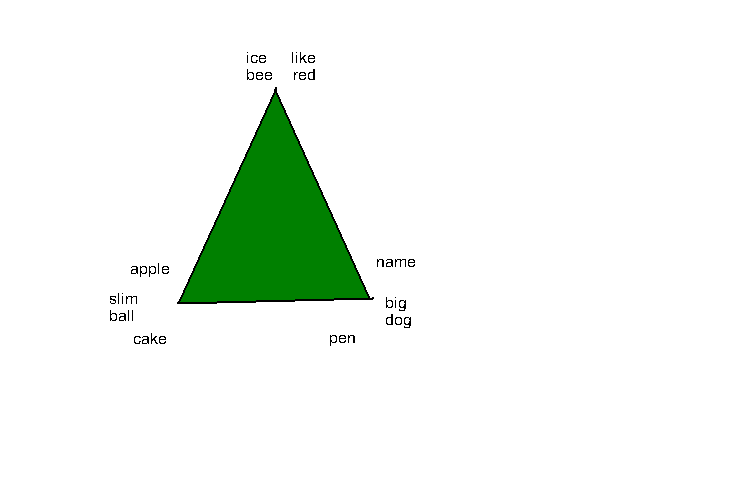 ice like
bee red
apple
name
slim
ball
big
dog
cake
pen